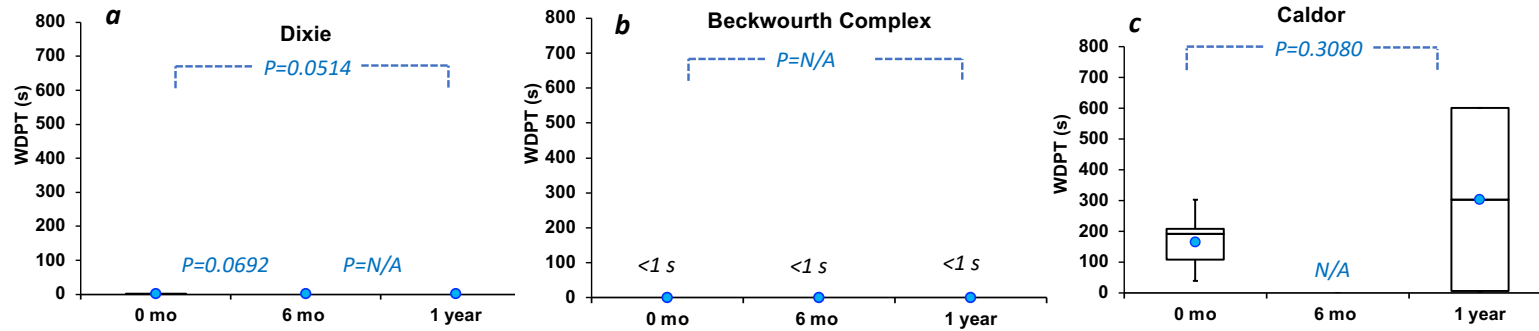 a
Dixie
800
700
600
500
400
300
200
100
0
WDPT (s)
P=0.0514
P=0.0692
P=N/A
0 mo
6 mo
1 year
b
Beckwourth Complex
800
700
600
500
400
300
200
100
0
WDPT (s)
P=N/A
<1 s
<1 s
<1 s
0 mo
6 mo
1 year
c
Caldor
800
700
600
500
400
300
200
100
0
WDPT (s)
P=0.3080
N/A
0 mo
6 mo
1 year